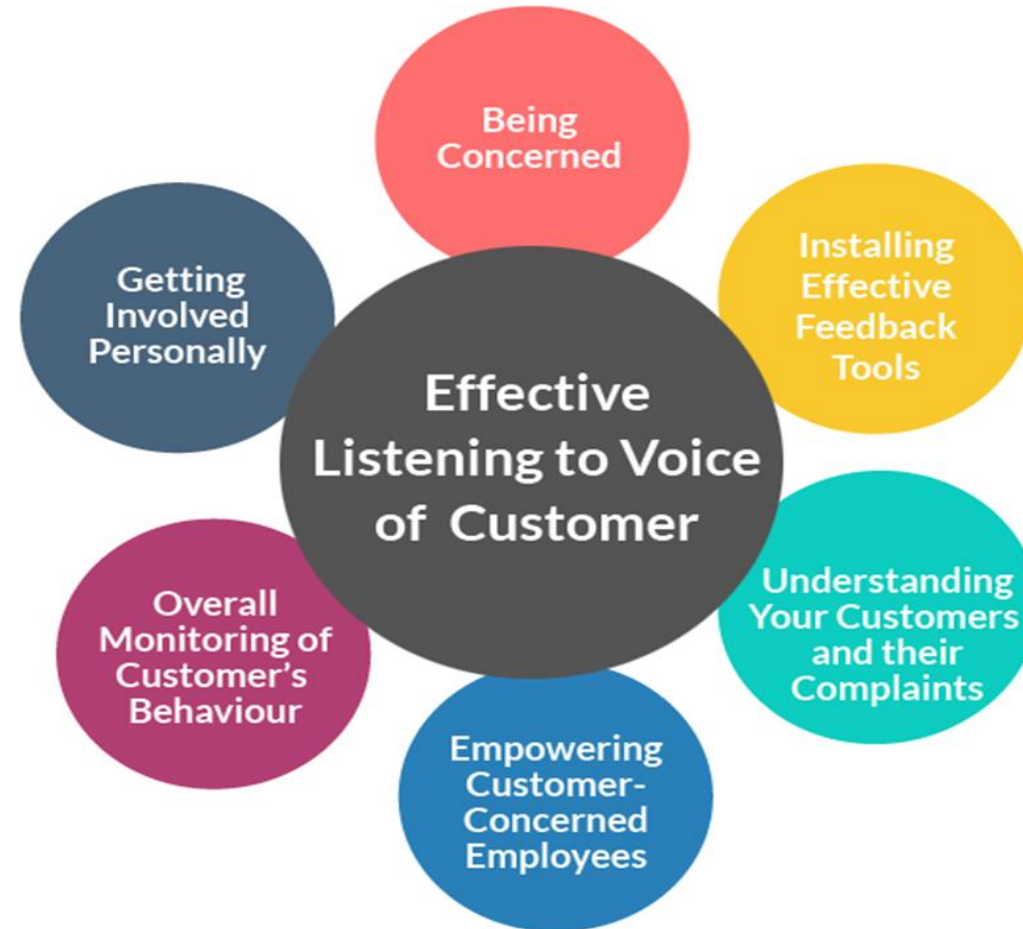 Being
Concerned
Installing
Effective
Feedback
Tools
Understanding
Your Customers
and their
Complaints
Empowering
Customer-
Concerned
Employees
Overall
Monitoring of
Customer’s
Behaviour
Getting
Involved
Personally
Effective
Listening to Voice
of Customer